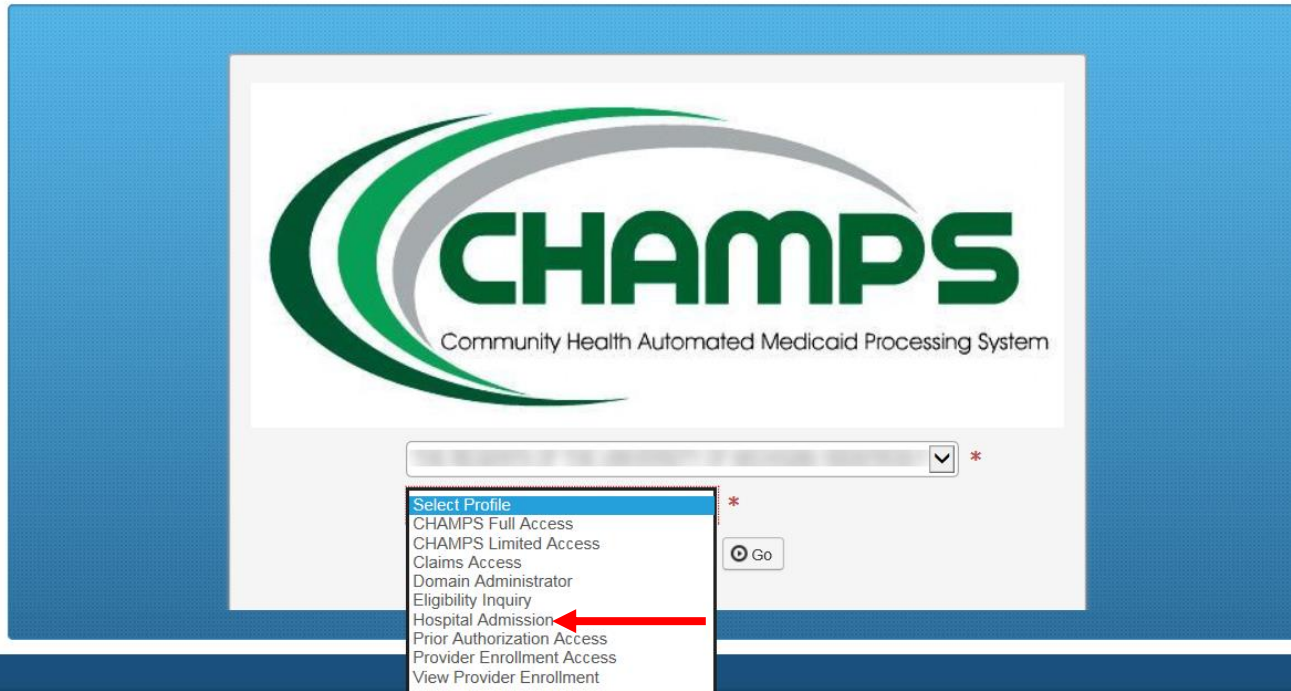 CHAMPS
Community Health Automated Medicaid Processing System
*
Select Profile
*
CHAMPS Full Access
CHAMPS Limited Access
Claims Access
Go
Domain Administrator
Eligibility Inquiry
Hospital Admission
Prior Authorization Access
Provider Enrollment Access
View Provider Enrollment